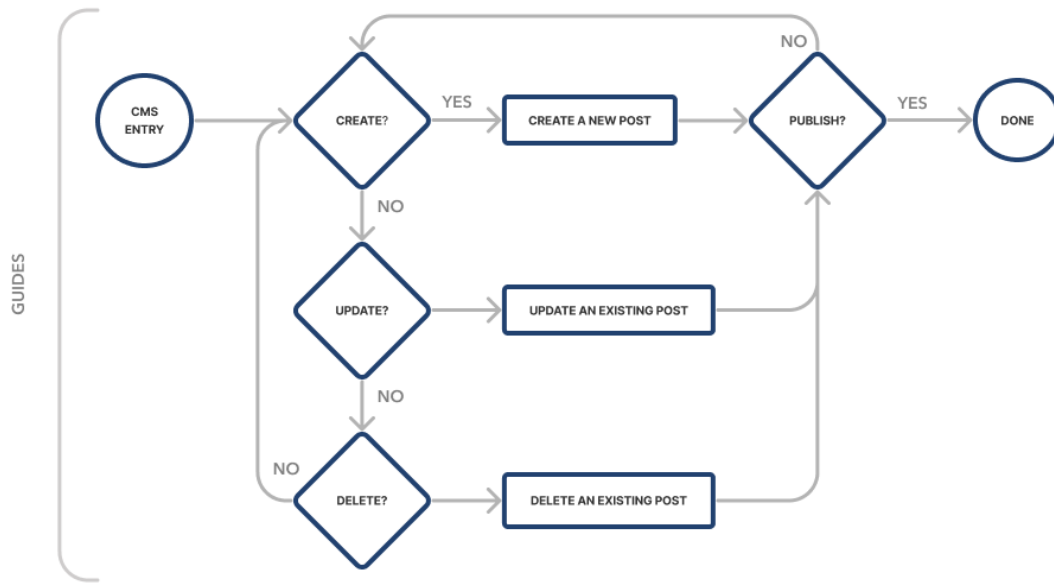 NO
CMS
ENTRY
CREATE?
YES
CREATE A NEW POST
PUBLISH?
YES
DONE
NO
GUIDES
UPDATE?
UPDATE AN EXISTING POST
NO
NO
DELETE?
DELETE AN EXISTING POST